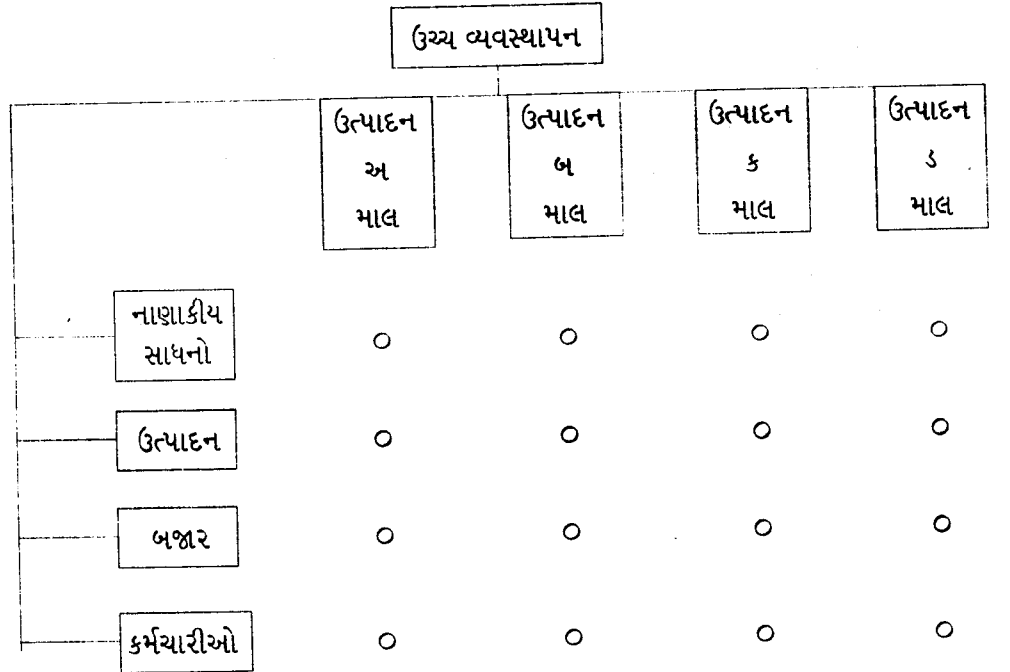 ઉચ્ચ વ્યવસ્થાપન
ઉત્પાદન
અ
માલ
ઉત્પાદન
બ
માલ
ઉત્પાદન
ક
માલ
ઉત્પાદન
ડ
માલ
નાણાકીય
સાધનો
ઉત્પાદન
બજાર
કર્મચારીઓ